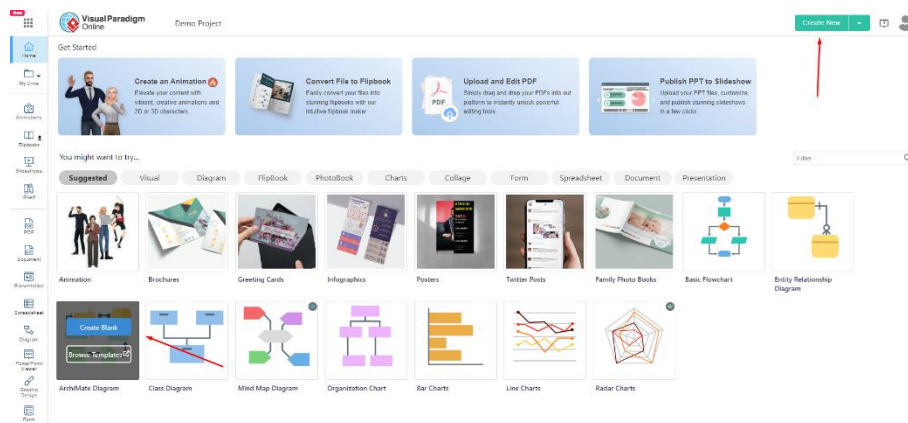 New
Visual Paradigm
Online
Demo Project
Create New
Home
My Drive
Animations
Flipbooks
Slideshows
Shelf
PDF
Document
Presentation
Spreadsheet
Diagram
PowerPoint
Viewer
Graphic
Design
Form
Get Started
Create an Animation
Elevate your content with
vibrant, creative animations and
2D or 3D characters.
Convert File to Flipbook
Easily convert your files into
stunning flipbooks with our
intuitive flipbook maker
PDF
Upload and Edit PDF
Simply drag and drop your PDFs into out
platform to instantly unlock powerful
editing tools.
Publish PPT to Slideshow
Upload your PPT files, customize,
and publish stunning slideshows
in a few clicks.
You might want to try...
Filter
Suggested
Visual
Diagram
FlipBook
PhotoBook
Charts
Collage
Form
Spreadsheet
Document
Presentation
Animation
Brochures
Greeting Cards
Infographics
Posters
Twitter Posts
Family Photo Books
Basic Flowchart
Entity Relationship
Diagram
Create Blank
Browse Templates
ArchiMate Diagram
Class Diagram
Mind Map Diagram
Organization Chart
Bar Charts
Line Charts
Radar Charts